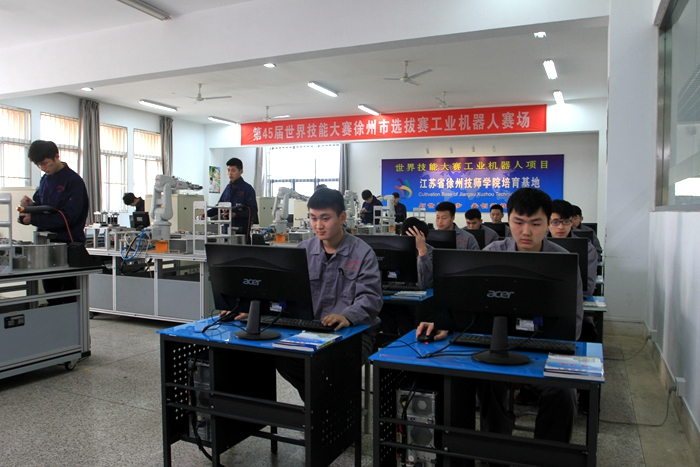 第45届世界技能大赛徐州市选拔赛工业机器人赛场
世界技能大赛工业机器人项目
江苏省徐州技师学院培育基地
acer
acer